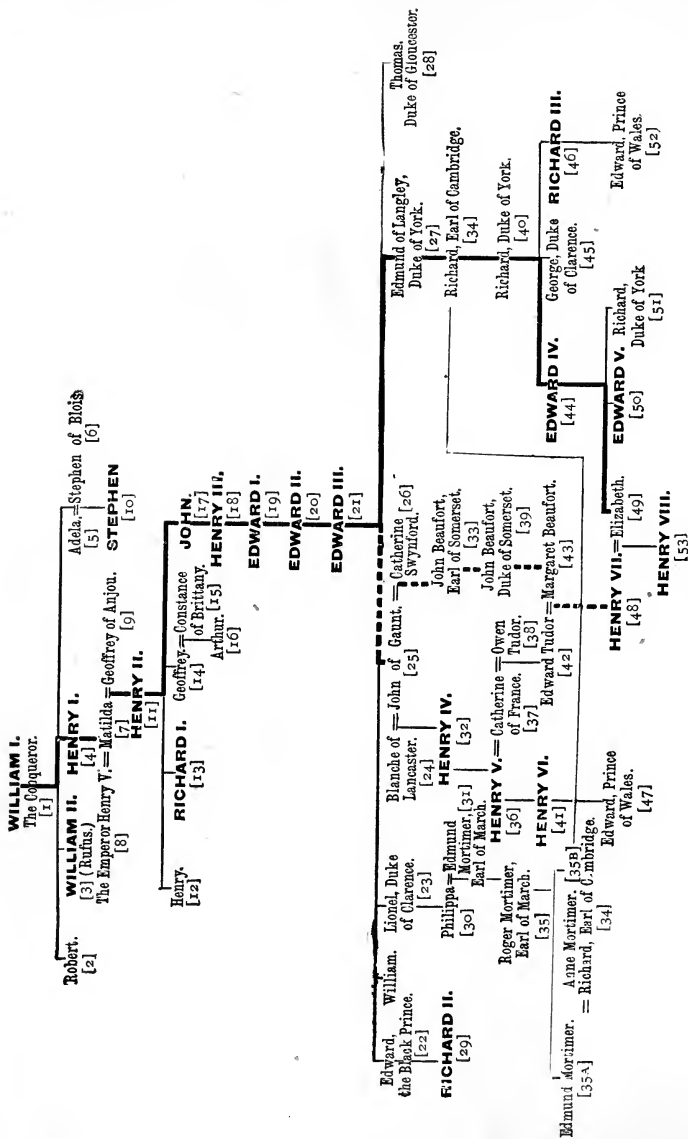 WILLIAM I.
The Conqueror.
[1]
Robert.
[2]
WILLIAM II.
[3] (Rufus.)
HENRY I.
[4]
Adela,=Stephen of Blois
[5]
[6]
The Emperor Henry V.=Matilda=Geoffrey of Anjou.
[8]
[7]
[9]
STEPHEN
[10]
HENRY II.
[11]
Henry.
[12]
RICHARD I.
[13]
Geoffrey.=Constance
[14]
of Brittany.
[15]
Arthur.
[16]
JOHN.
[17]
HENRY III.
[18]
EDWARD I.
[19]
EDWARD II.
[20]
EDWARD III.
[21]
Edward,
the Black Prince.
[22]
William.
Lionel, Duke
of Clarence.
[23]
Blanche of = John of Gaunt. = Catherine
Lancaster.
[24]
[25]
Swynford.
[26]
Edmund of Langley,
Duke of York.
[27]
Thomas.
Duke of Gloucester.
[28]
RICHARD II.
[29]
Philippa=Edmund
[30]
Mortimer,
[31]
Earl of March.
HENRY IV.
[32]
John Beaufort,
Earl of Somerset.
[33]
Richard, Earl of Cambridge,
[34]
Roger Mortimer,
Earl of March.
[35]
HENRY V.=Catherine=Owen
[36]
of France.
[37]
Tudor.
[38]
John Beaufort,
Duke of Somerset.
[39]
Richard, Duke of York.
[40]
Edmund Mortimer.
[35A]
Anne Mortimer. [35B]
= Richard, Earl of Cambridge.
[34]
HENRY VI.
[41]
Edward Tudor=Margaret Beaufort.
[42]
[43]
EDWARD IV.
[44]
George, Duke
of Clarence.
[45]
RICHARD III.
[46]
Edward, Prince
of Wales.
[47]
HENRY VII.=Elizabeth.
[48]
[49]
EDWARD V.
[50]
Richard,
Duke of York
[51]
Edward, Prince
of Wales.
[52]
HENRY VIII.
[53]